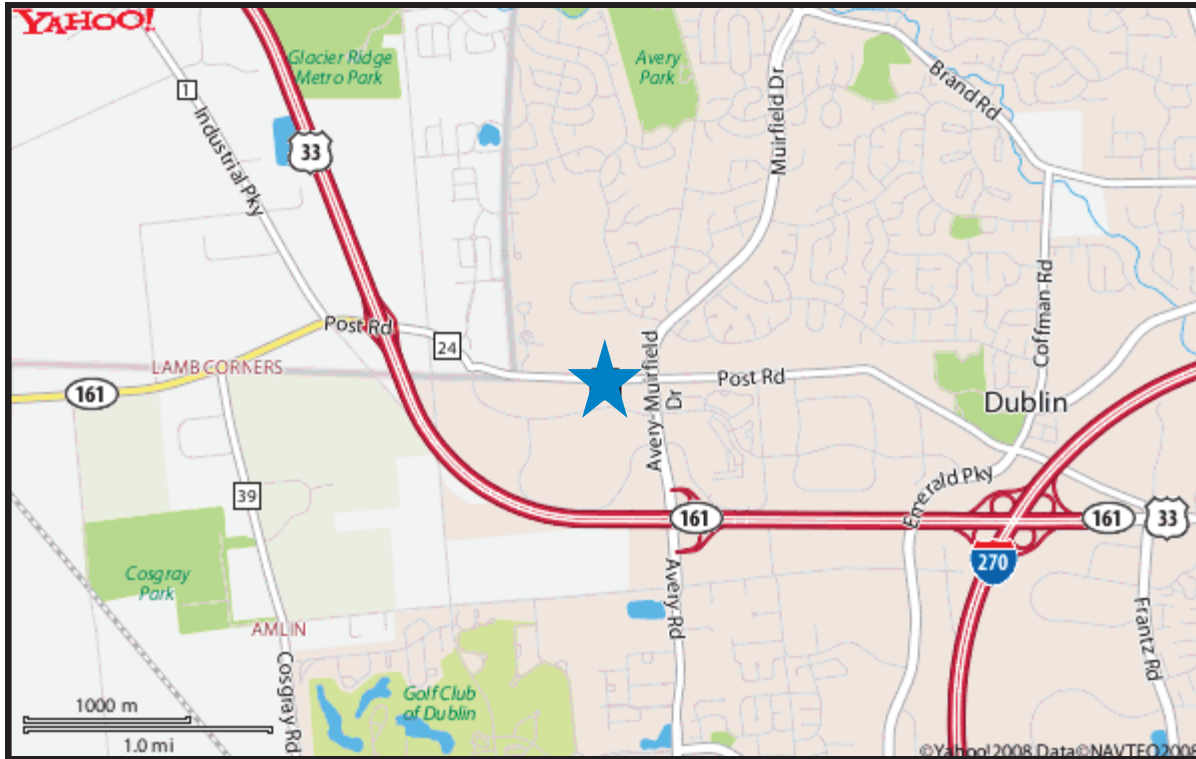 YAHOO!
Glacier Ridge
Metro Park
Avery
Park
Brand Rd
1
Industrial Pky
33
Muirfield Dr
Coffman Rd
Post Rd
24
LAMB CORNERS
161
Avery-Muirfield
Dr
Post Rd
Dublin
39
Emerald Pky
161
161
33
270
Cosgray
Park
AMLIN
Avery Rd
Frantz Rd
Cosgray Rd
Golf Club
of Dublin
1000 m
1.0 mi
©Yahoo! 2008 Data©NAVTEQ2008